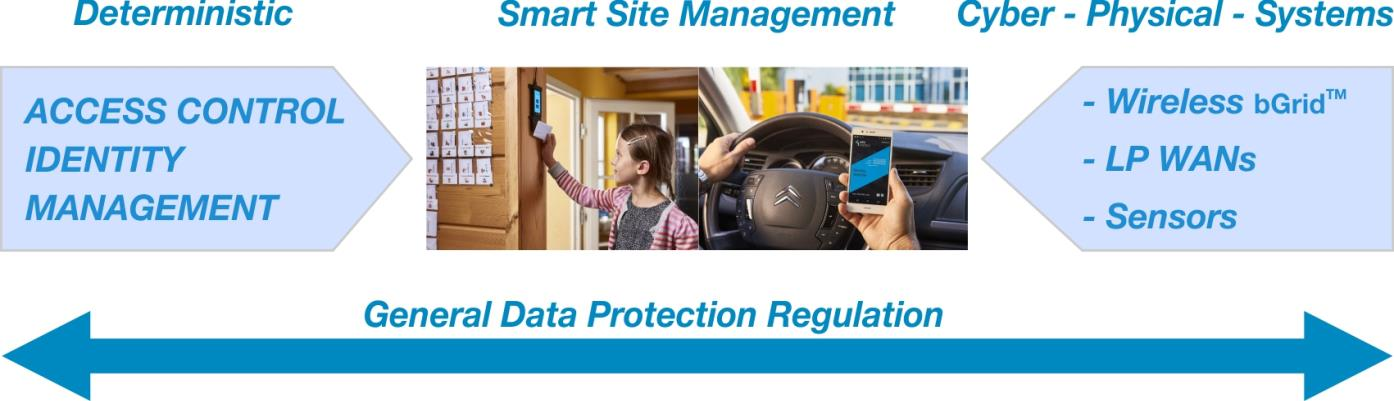 Deterministic
Smart Site Management
Cyber - Physical - Systems
ACCESS CONTROL
IDENTITY
MANAGEMENT
- Wireless bGrid™
- LP WANs
- Sensors
General Data Protection Regulation